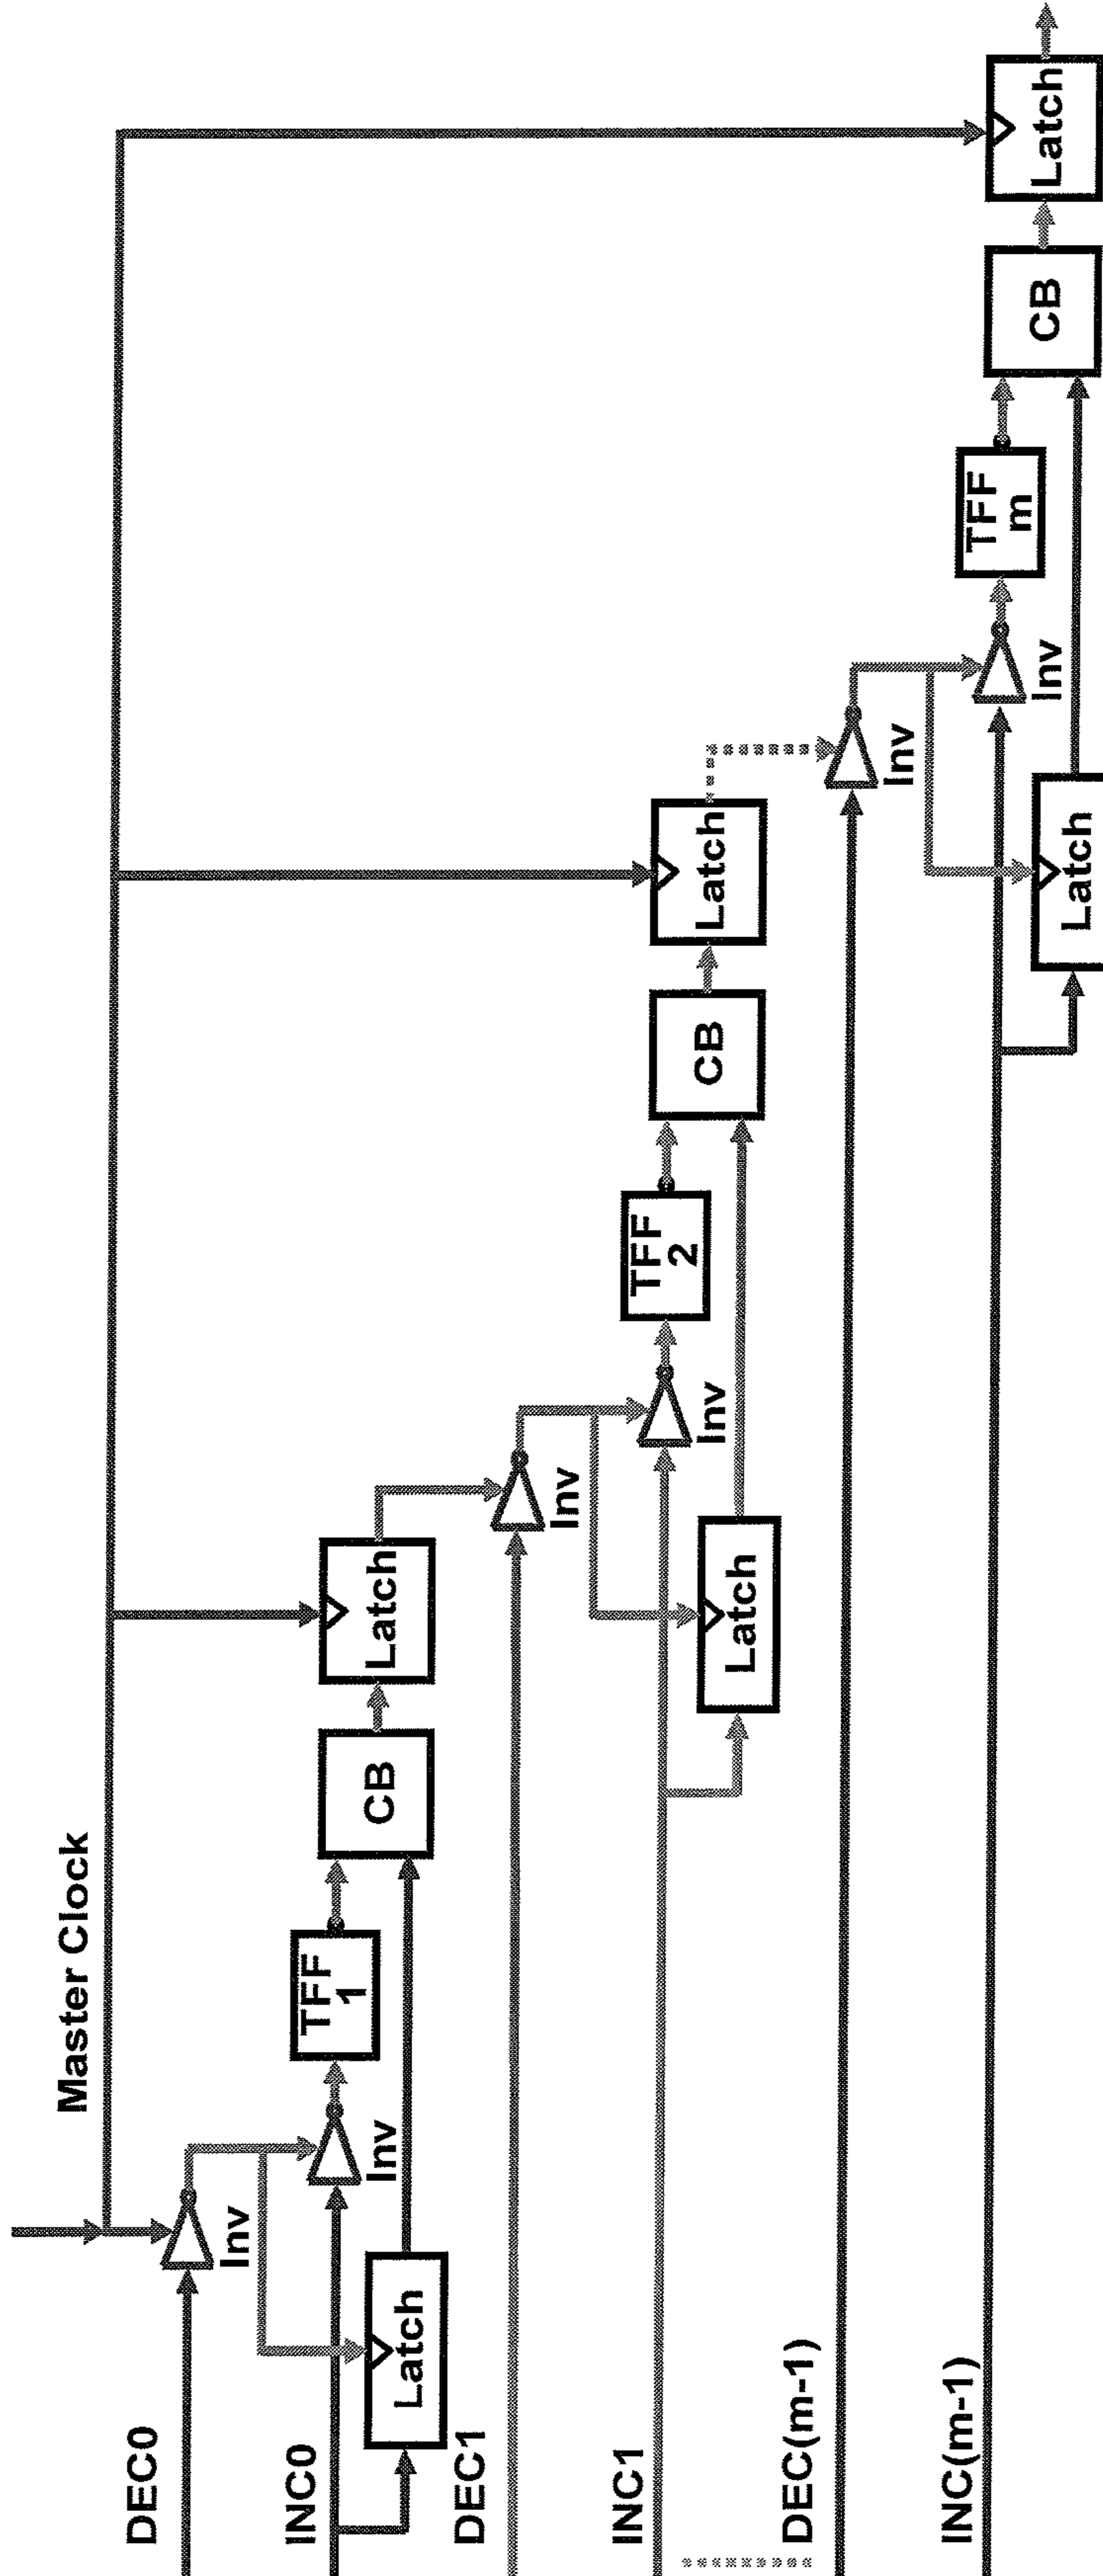 Master Clock
DEC0
Inv
INC0
Inv
TFF
1
Latch
CB
Latch
DEC1
Inv
INC1
Inv
TFF
2
Latch
CB
Latch
DEC(m-1)
Inv
INC(m-1)
Inv
TFF
m
Latch
CB
Latch